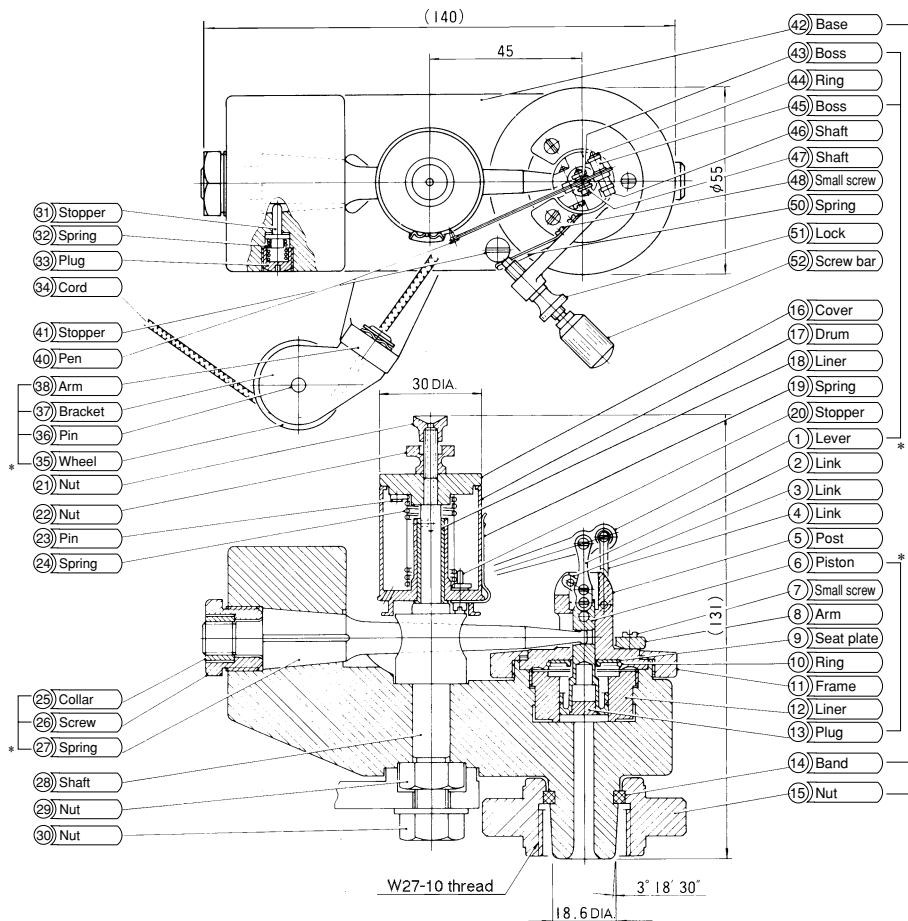 (140)
45
φ55
42 Base
43 Boss
44 Ring
45 Boss
46 Shaft
47 Shaft
48 Small screw
50 Spring
51 Lock
52 Screw bar
31 Stopper
32 Spring
33 Plug
34 Cord
41 Stopper
40 Pen
38 Arm
37 Bracket
36 Pin
* 35 Wheel
21 Nut
22 Nut
23 Pin
24 Spring
30 DIA.
16 Cover
17 Drum
18 Liner
19 Spring
20 Stopper
1 Lever
*
2 Link
3 Link
4 Link
5 Post
6 Piston
*
7 Small screw
8 Arm
9 Seat plate
10 Ring
11 Frame
12 Liner
13 Plug
14 Band
15 Nut
(131)
25 Collar
26 Screw
* 27 Spring
28 Shaft
29 Nut
30 Nut
W27-10 thread
3° 18′ 30″
18.6 DIA.